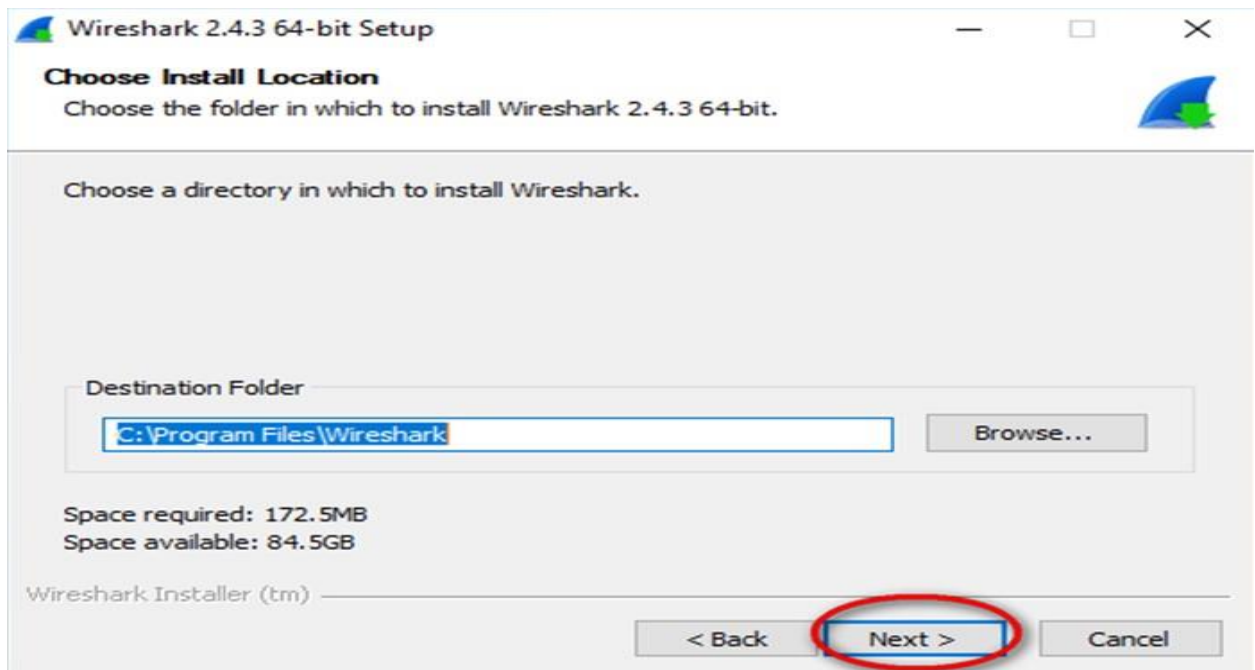 Wireshark 2.4.3 64-bit Setup
Choose Install Location
Choose the folder in which to install Wireshark 2.4.3 64-bit.
Choose a directory in which to install Wireshark.
Destination Folder
C:\Program Files\Wireshark
Browse...
Space required: 172.5MB
Space available: 84.5GB
Wireshark Installer (tm)
< Back Next > Cancel